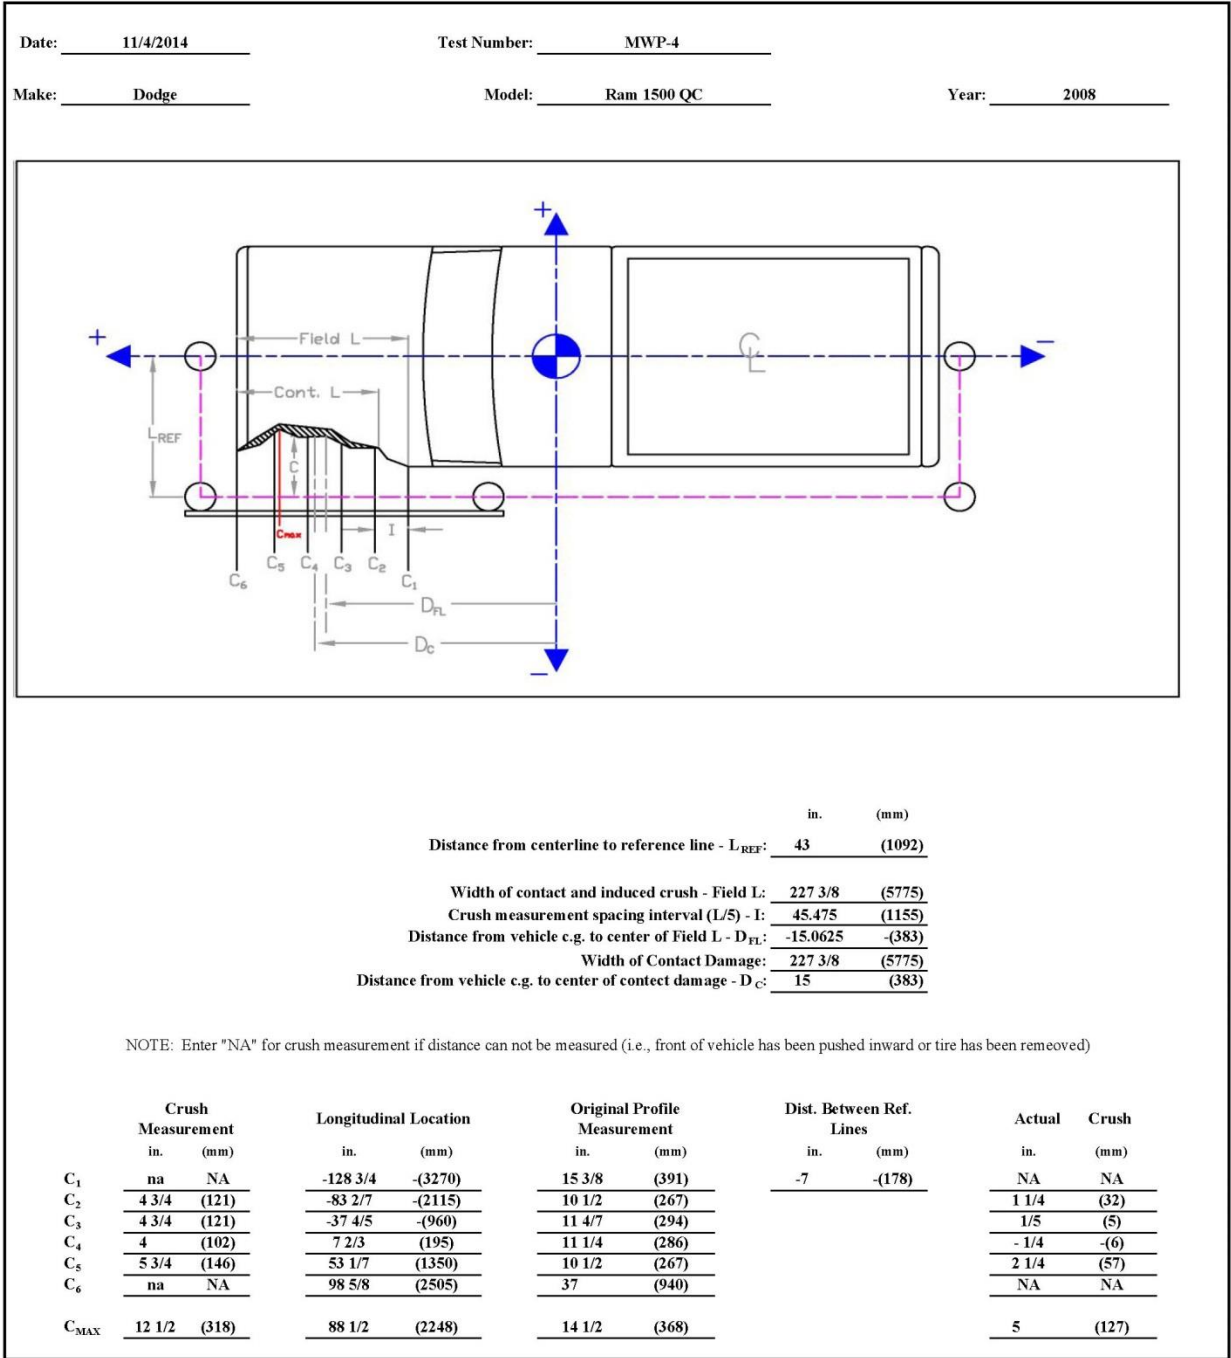 Date: 11/4/2014 Test Number: MWP-4
Make: Dodge Model: Ram 1500 QC Year: 2008
+
+ Field L CL −
Cont. L
LREF
C
Cmax I
C6 C5 C4 C3 C2 C1
DFL
DC
−
in. (mm)
Distance from centerline to reference line - LREF: 43 (1092)
Width of contact and induced crush - Field L: 227 3/8 (5775)
Crush measurement spacing interval (L/5) - I: 45.475 (1155)
Distance from vehicle c.g. to center of Field L - DFL: -15.0625 -(383)
Width of Contact Damage: 227 3/8 (5775)
Distance from vehicle c.g. to center of contect damage - DC: 15 (383)
NOTE: Enter "NA" for crush measurement if distance can not be measured (i.e., front of vehicle has been pushed inward or tire has been remeoved)
Crush Measurement Longitudinal Location Original Profile Measurement Dist. Between Ref. Lines Actual Crush
in. (mm) in. (mm) in. (mm) in. (mm) in. (mm)
C1 na NA -128 3/4 -(3270) 15 3/8 (391) -7 -(178) NA NA
C2 4 3/4 (121) -83 2/7 -(2115) 10 1/2 (267) 1 1/4 (32)
C3 4 3/4 (121) -37 4/5 -(960) 11 4/7 (294) 1/5 (5)
C4 4 (102) 7 2/3 (195) 11 1/4 (286) - 1/4 -(6)
C5 5 3/4 (146) 53 1/7 (1350) 10 1/2 (267) 2 1/4 (57)
C6 na NA 98 5/8 (2505) 37 (940) NA NA
CMAX 12 1/2 (318) 88 1/2 (2248) 14 1/2 (368) 5 (127)